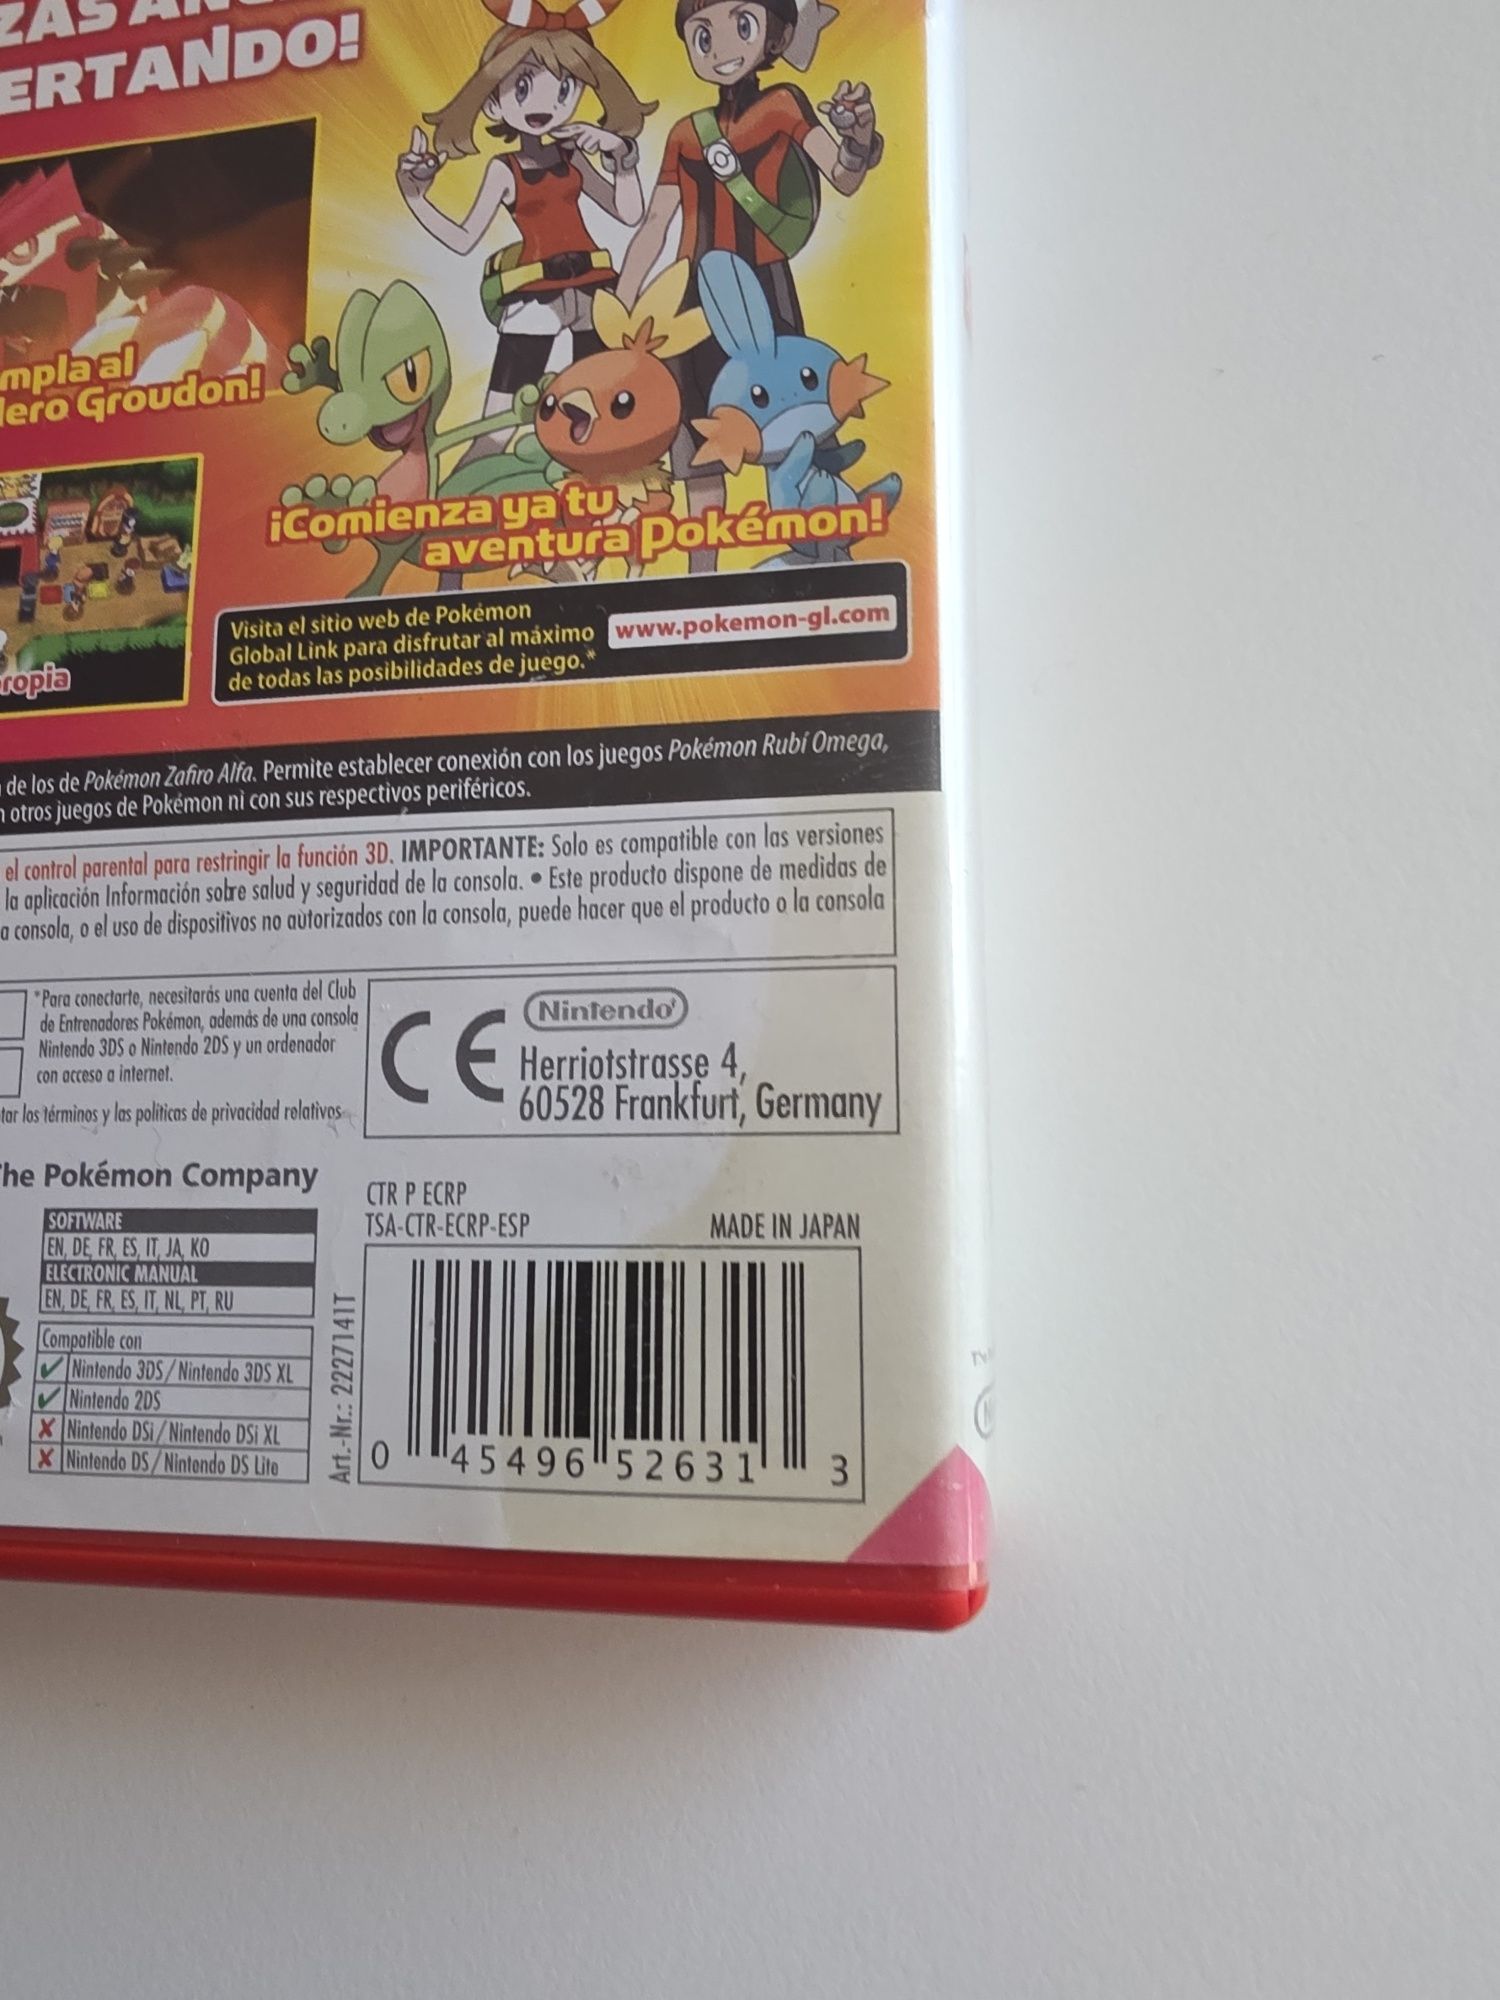 ERTANDO!
mpla al
Groudon!
¡Comienza ya tu
aventura Pokémon!
ropia
Visita el sitio web de Pokémon
Global Link para disfrutar al máximo
de todas las posibilidades de juego.*
www.pokemon-gl.com
de los de Pokémon Zafiro Alfa. Permite establecer conexión con los juegos Pokémon Rubí Omega,
otros juegos de Pokémon ni con sus respectivos periféricos.
el control parental para restringir la función 3D. IMPORTANTE: Solo es compatible con las versiones
la aplicación Información sobre salud y seguridad de la consola. • Este producto dispone de medidas de
a consola, o el uso de dispositivos no autorizados con la consola, puede hacer que el producto o la consola
*Para conectarte, necesitarás una cuenta del Club
de Entrenadores Pokémon, además de una consola
Nintendo 3DS o Nintendo 2DS y un ordenador
con acceso a internet.
tar los términos y las políticas de privacidad relativos
CE
Nintendo
Herriotstrasse 4,
60528 Frankfurt, Germany
he Pokémon Company
SOFTWARE
EN, DE, FR, ES, IT, JA, KO
ELECTRONIC MANUAL
EN, DE, FR, ES, IT, NL, PT, RU
Compatible con
Nintendo 3DS / Nintendo 3DS XL
Nintendo 2DS
Nintendo DSi / Nintendo DSi XL
Nintendo DS / Nintendo DS Lite
CTR P ECRP
TSA-CTR-ECRP-ESP
MADE IN JAPAN
Art.-Nr.: 2227141T
0 45496 52631 3